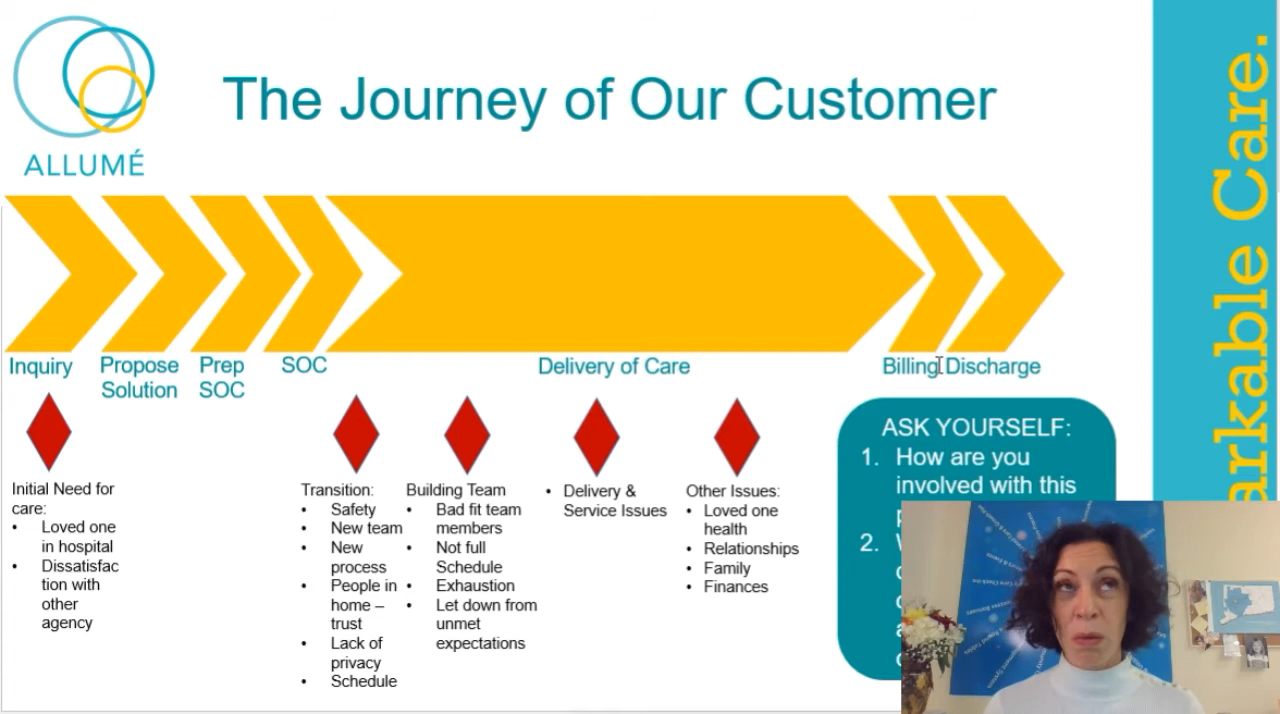 ALLUMÉ
The Journey of Our Customer
arkable Care.
Inquiry
Propose
Solution
Prep
SOC
SOC
Delivery of Care
Billing
Discharge
Initial Need for
care:
• Loved one
in hospital
• Dissatisfac
tion with
other
agency
Transition:
• Safety
• New team
• New
process
• People in
home –
trust
• Lack of
privacy
• Schedule
Building Team
• Bad fit team
members
• Not full
Schedule
• Exhaustion
• Let down from
unmet
expectations
• Delivery &
Service Issues
Other Issues:
• Loved one
health
• Relationships
• Family
• Finances
ASK YOURSELF:
1. How are you
involved with this
2.